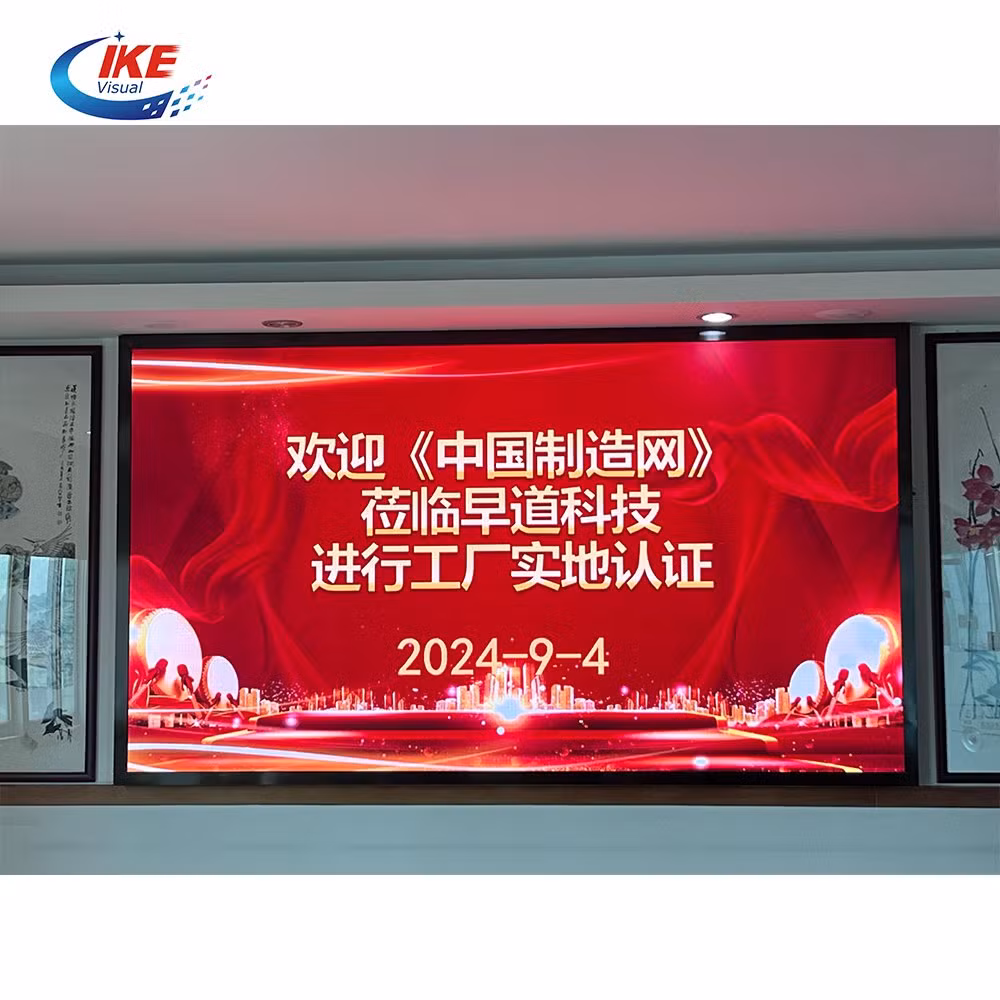 IKE
Visual
欢迎《中国制造网》
莅临早道科技
进行工厂实地认证
2024-9-4